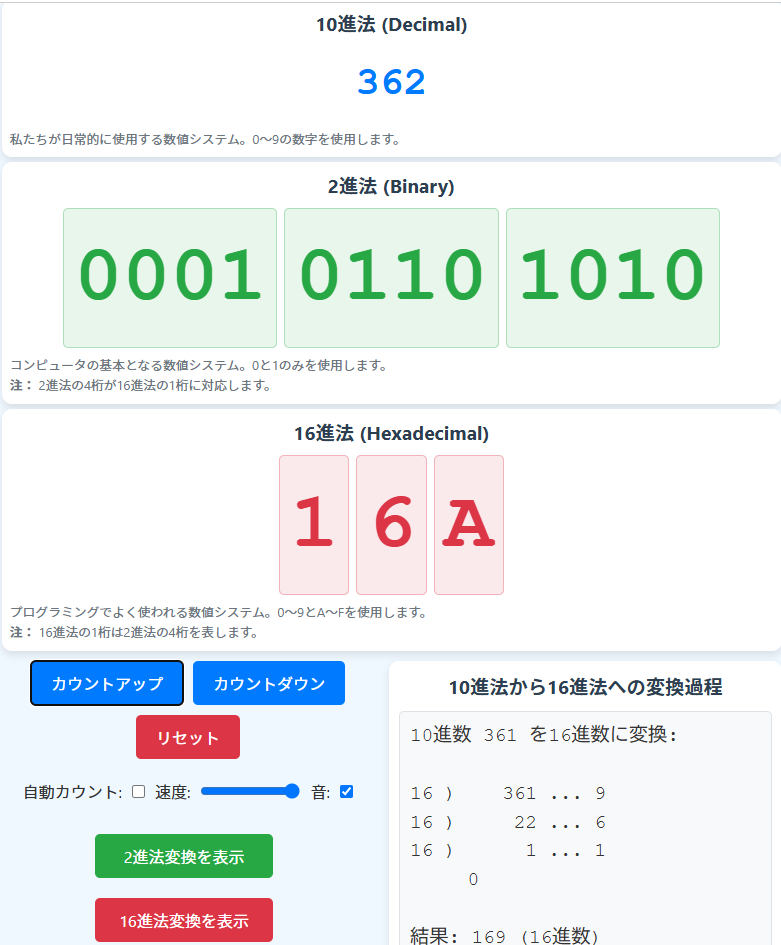 10進法 (Decimal)
362
私たちが日常的に使用する数値システム。0～9の数字を使用します。
2進法 (Binary)
0001 0110 1010
コンピュータの基本となる数値システム。0と1のみを使用します。
注： 2進法の4桁が16進法の1桁に対応します。
16進法 (Hexadecimal)
1 6 A
プログラミングでよく使われる数値システム。0～9とA～Fを使用します。
注： 16進法の1桁は2進法の4桁を表します。
カウントアップ カウントダウン
リセット
自動カウント: 速度: 音:
2進法変換を表示
16進法変換を表示
10進法から16進法への変換過程
10進数 361 を16進数に変換:
16 ) 361 ... 9
16 ) 22 ... 6
16 ) 1 ... 1
0
結果: 169 (16進数)